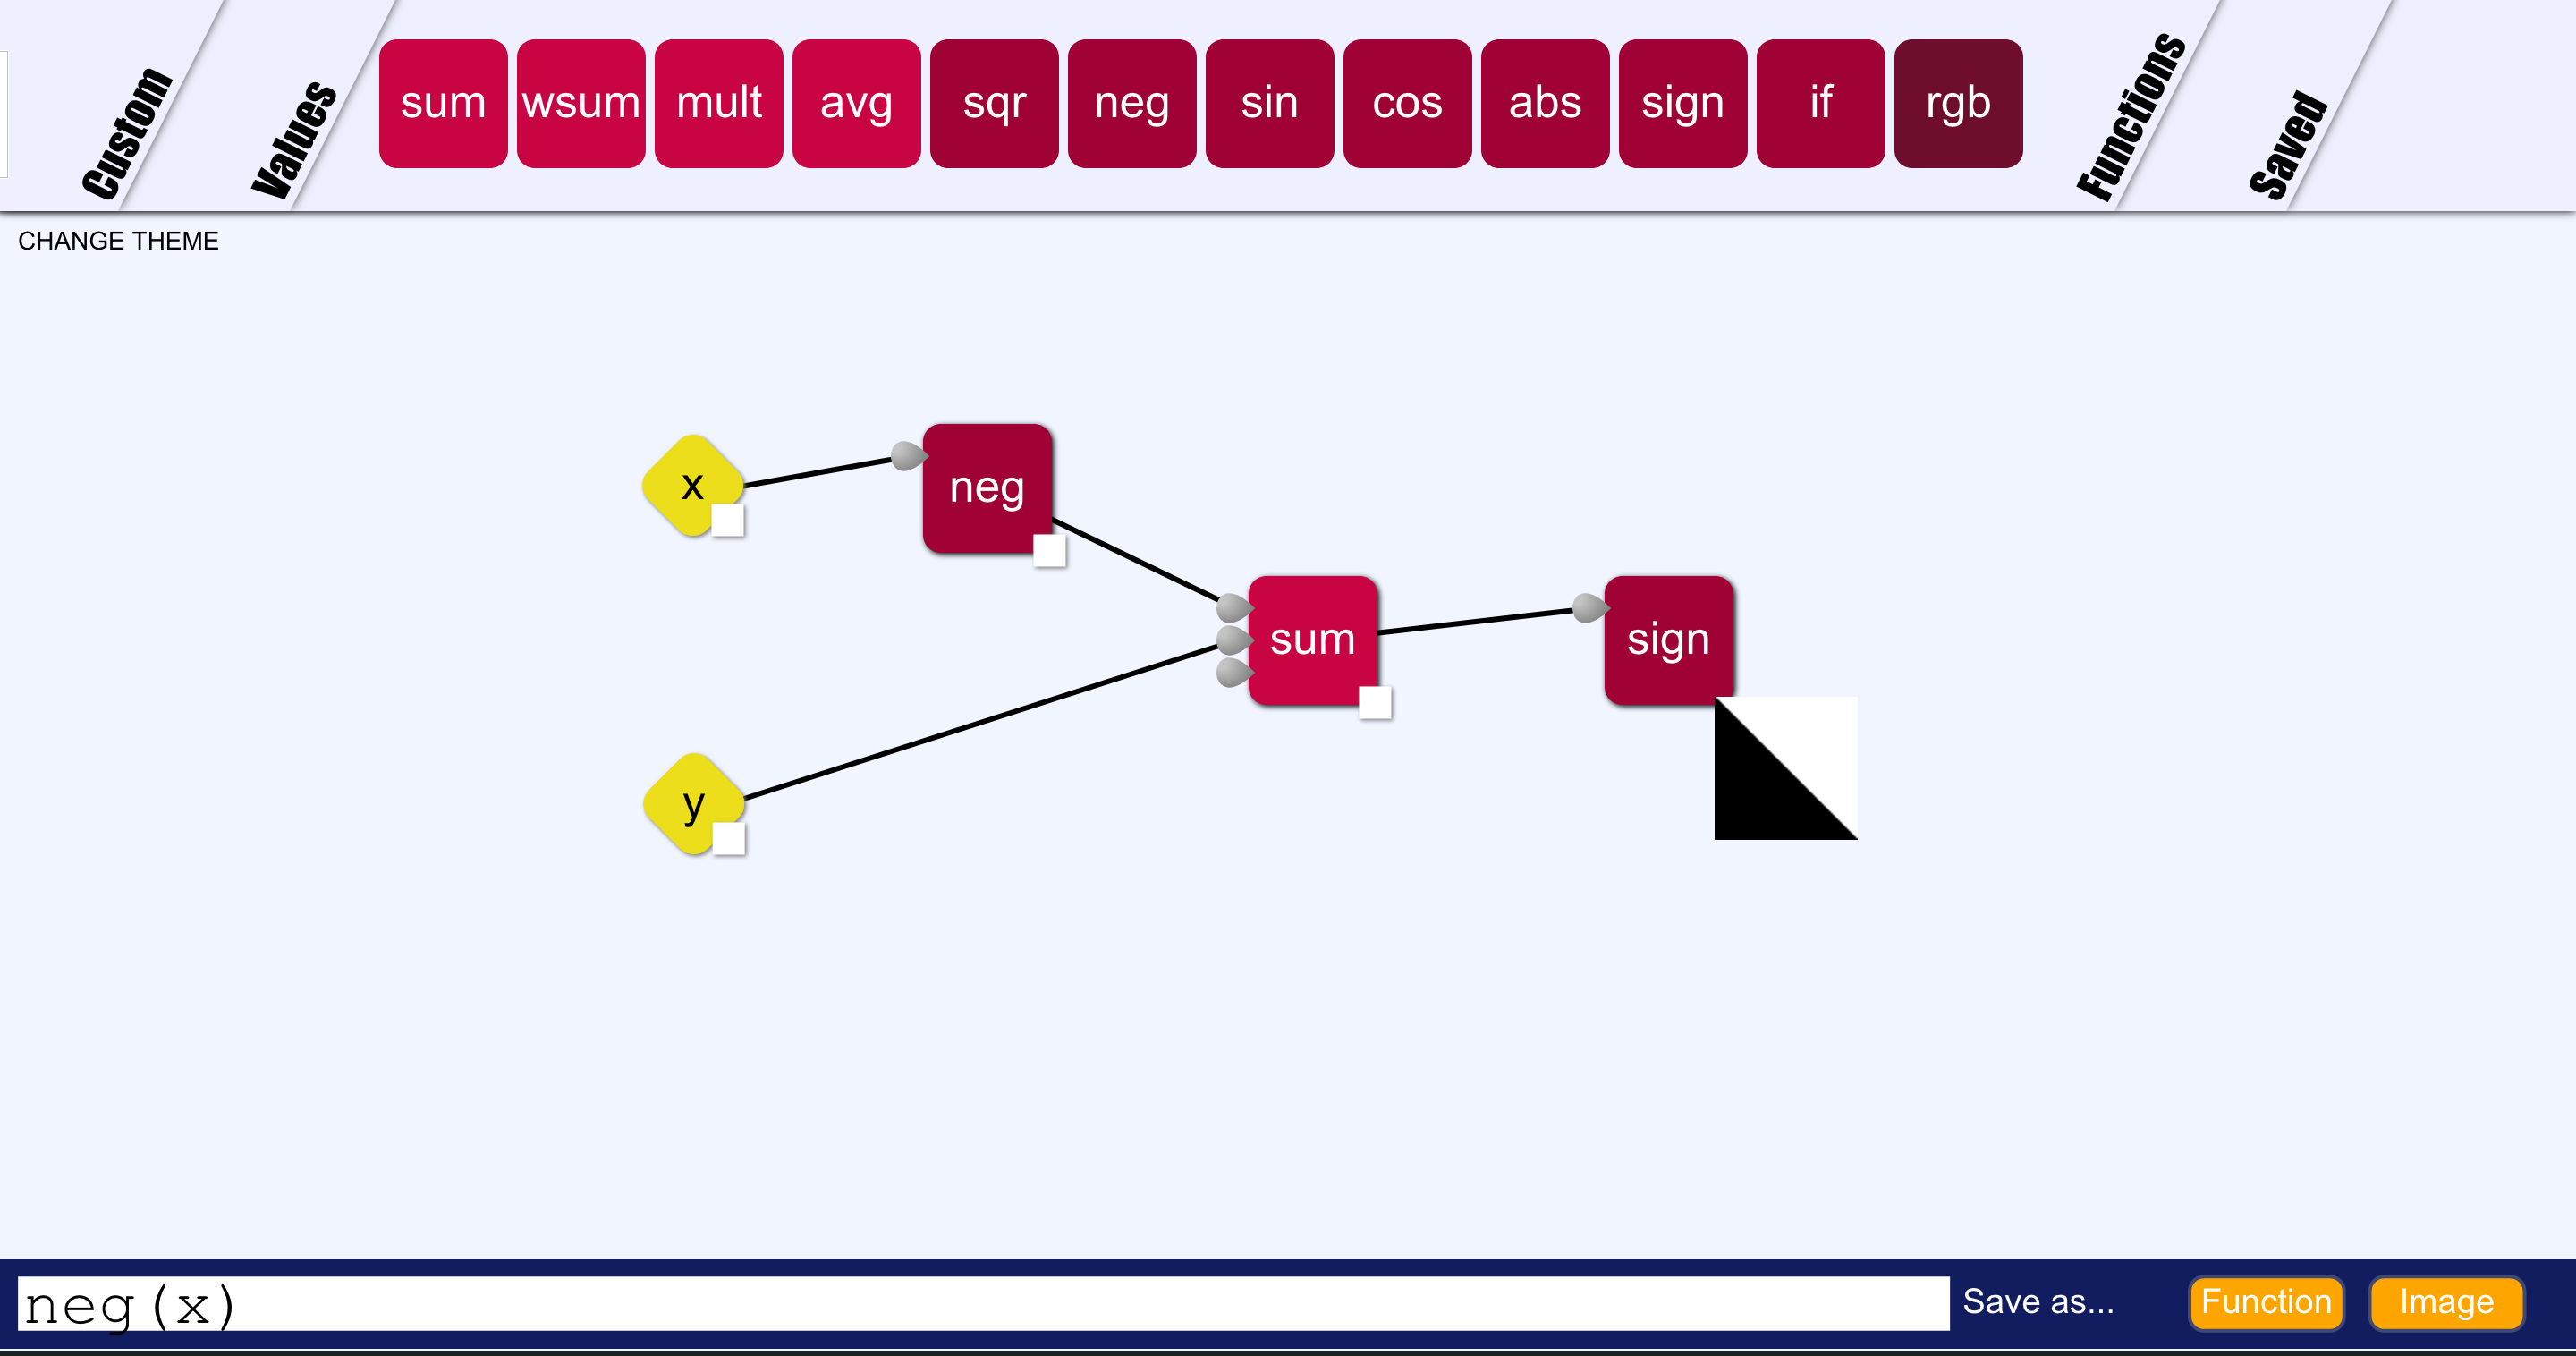 Custom
Values
sum wsum mult avg sqr neg sin cos abs sign if rgb
Functions
Saved
CHANGE THEME
x
neg
sum
sign
y
neg(x)
Save as...
Function
Image